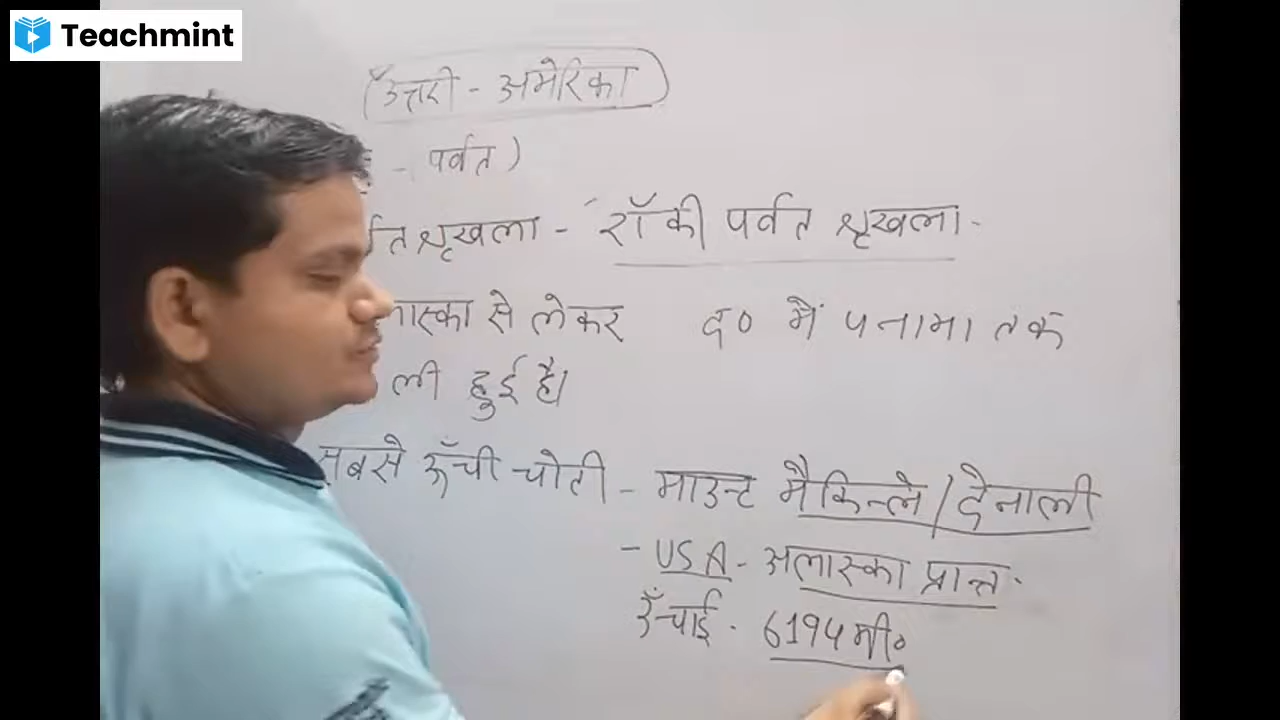 Teachmint
उत्तरी - अमेरिका
- पर्वत )
र्वत श्रृखला - रॉकी पर्वत श्रृखला -
लास्का से लेकर द० में पनामा तक
ली हुई है।
सबसे ऊँची चोटी - माउन्ट मैकिन्ले / देनाली
- USA - अलास्का प्रान्त -
ऊँचाई - 6194 मी०